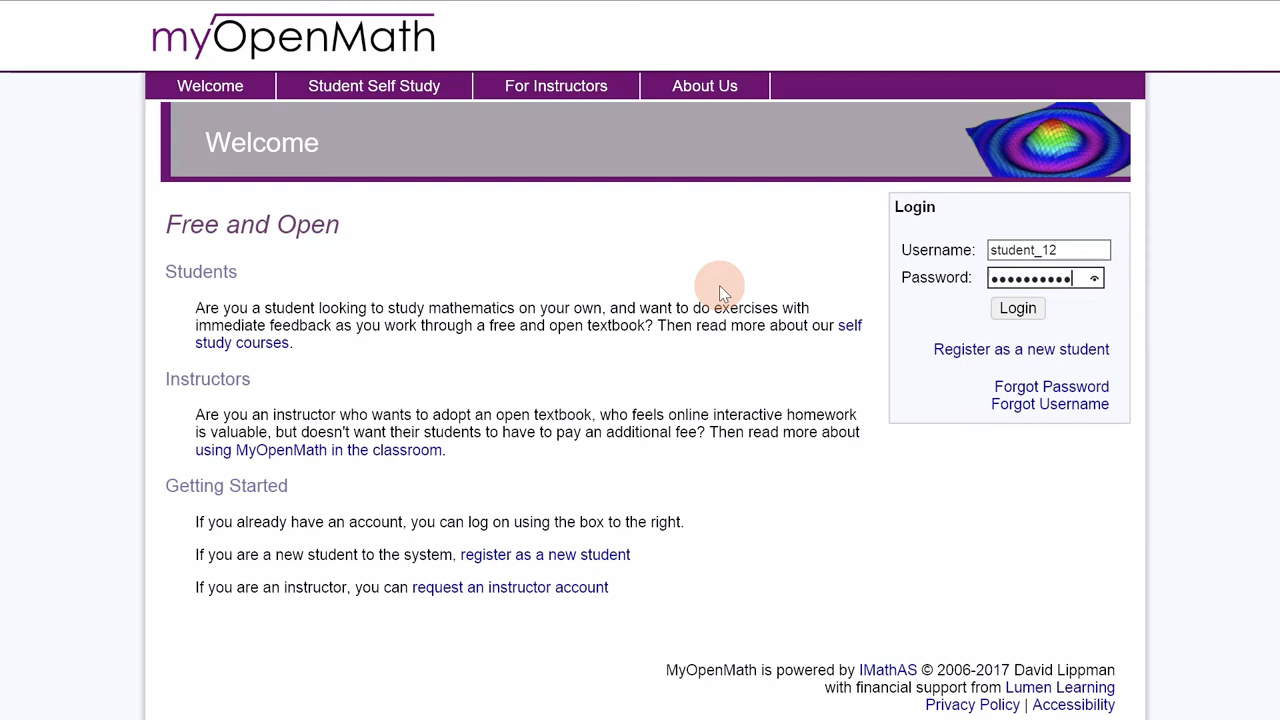 myOpenMath
Welcome
Student Self Study
For Instructors
About Us
Welcome
Free and Open
Students
Are you a student looking to study mathematics on your own, and want to do exercises with
immediate feedback as you work through a free and open textbook? Then read more about our self
study courses.
Instructors
Are you an instructor who wants to adopt an open textbook, who feels online interactive homework
is valuable, but doesn't want their students to have to pay an additional fee? Then read more about
using MyOpenMath in the classroom.
Getting Started
If you already have an account, you can log on using the box to the right.
If you are a new student to the system, register as a new student
If you are an instructor, you can request an instructor account
Login
Username: student_12
Password: ••••••••••
Login
Register as a new student
Forgot Password
Forgot Username
MyOpenMath is powered by IMathAS © 2006-2017 David Lippman
with financial support from Lumen Learning
Privacy Policy | Accessibility